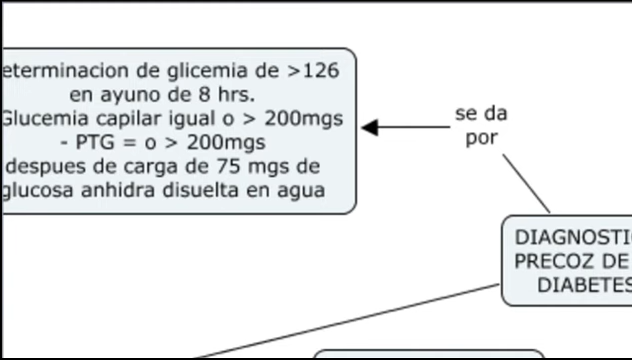 eterminacion de glicemia de >126
en ayuno de 8 hrs.
Glucemia capilar igual o > 200mgs
- PTG = o > 200mgs
despues de carga de 75 mgs de
glucosa anhidra disuelta en agua
se da
por
DIAGNOSTI
PRECOZ DE
DIABETES